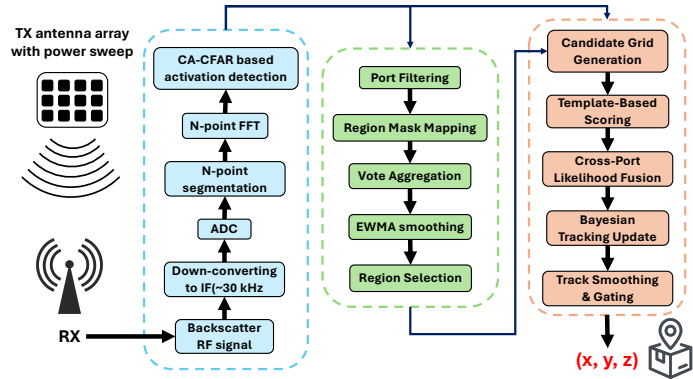 TX antenna array
with power sweep
RX
CA-CFAR based
activation detection
N-point FFT
N-point
segmentation
ADC
Down-converting
to IF(~30 kHz
Backscatter
RF signal
Port Filtering
Region Mask Mapping
Vote Aggregation
EWMA smoothing
Region Selection
Candidate Grid
Generation
Template-Based
Scoring
Cross-Port
Likelihood Fusion
Bayesian
Tracking Update
Track Smoothing
& Gating
(x, y, z)